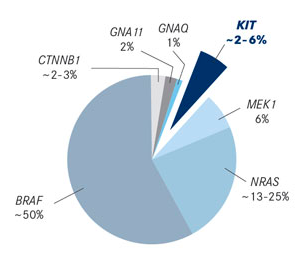 GNA11
2%
GNAQ
1%
KIT
~2-6%
CTNNB1
~2-3%
MEK1
6%
NRAS
~13-25%
BRAF
~50%